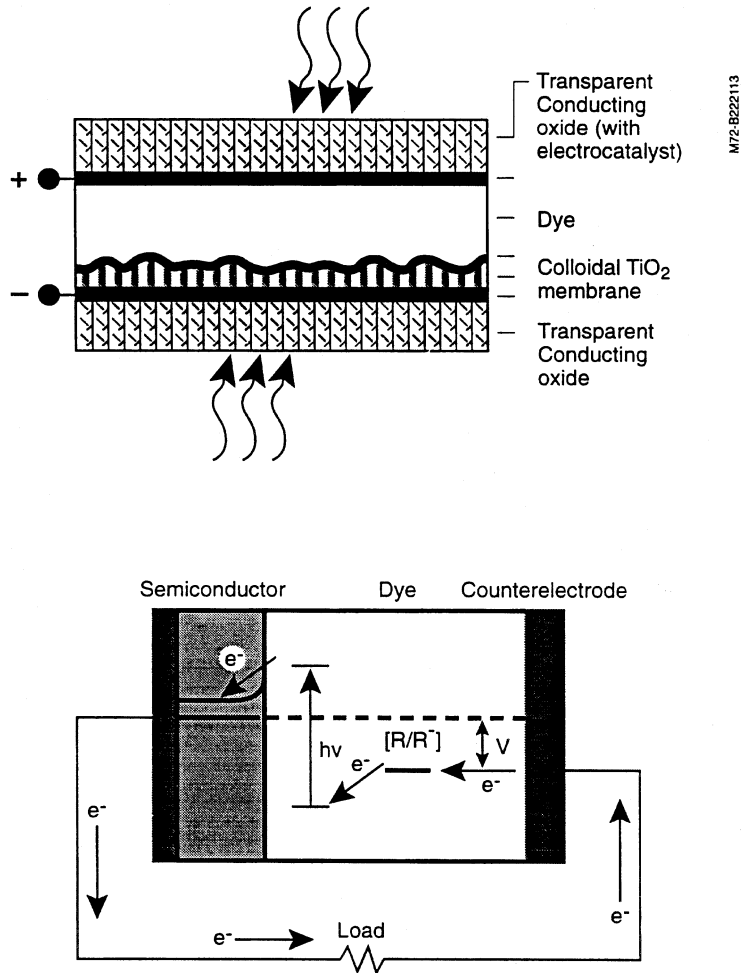 Transparent
Conducting
oxide (with
electrocatalyst)
M72-B222113
+
Dye
Colloidal TiO₂
membrane
–
Transparent
Conducting
oxide
Semiconductor Dye Counterelectrode
e⁻
hν [R/R⁻] V
e⁻ e⁻
e⁻
e⁻
e⁻ Load